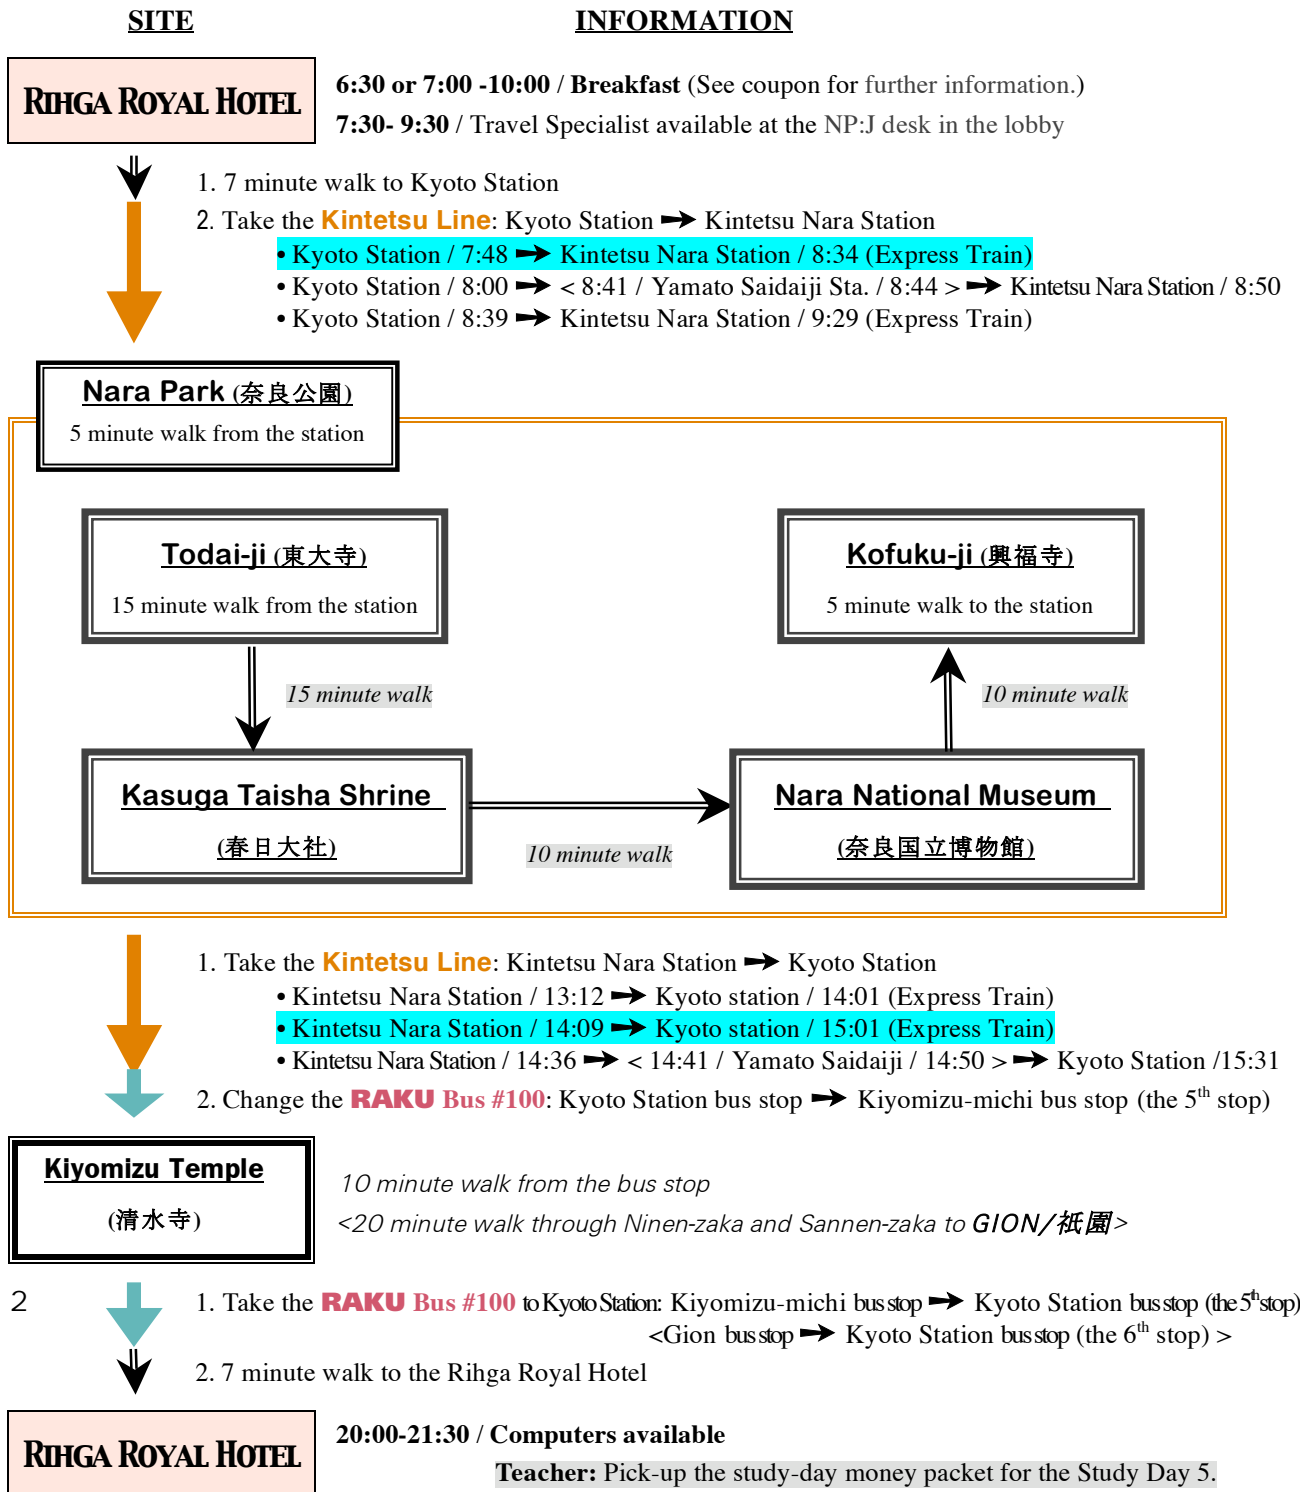 SITE INFORMATION
RIHGA ROYAL HOTEL
6:30 or 7:00 -10:00 / Breakfast (See coupon for further information.)
7:30- 9:30 / Travel Specialist available at the NP:J desk in the lobby
1. 7 minute walk to Kyoto Station
2. Take the Kintetsu Line: Kyoto Station ➡ Kintetsu Nara Station
• Kyoto Station / 7:48 ➡ Kintetsu Nara Station / 8:34 (Express Train)
• Kyoto Station / 8:00 ➡ < 8:41 / Yamato Saidaiji Sta. / 8:44 > ➡ Kintetsu Nara Station / 8:50
• Kyoto Station / 8:39 ➡ Kintetsu Nara Station / 9:29 (Express Train)
Nara Park (奈良公園)
5 minute walk from the station
Todai-ji (東大寺)
15 minute walk from the station
Kofuku-ji (興福寺)
5 minute walk to the station
15 minute walk
10 minute walk
Kasuga Taisha Shrine
(春日大社)
10 minute walk
Nara National Museum
(奈良国立博物館)
1. Take the Kintetsu Line: Kintetsu Nara Station ➡ Kyoto Station
• Kintetsu Nara Station / 13:12 ➡ Kyoto station / 14:01 (Express Train)
• Kintetsu Nara Station / 14:09 ➡ Kyoto station / 15:01 (Express Train)
• Kintetsu Nara Station / 14:36 ➡ < 14:41 / Yamato Saidaiji / 14:50 > ➡ Kyoto Station /15:31
2. Change the RAKU Bus #100: Kyoto Station bus stop ➡ Kiyomizu-michi bus stop (the 5th stop)
Kiyomizu Temple
(清水寺)
10 minute walk from the bus stop
<20 minute walk through Ninen-zaka and Sannen-zaka to GION/祇園>
2
1. Take the RAKU Bus #100 to Kyoto Station: Kiyomizu-michi bus stop ➡ Kyoto Station bus stop (the 5th stop)
<Gion bus stop ➡ Kyoto Station bus stop (the 6th stop) >
2. 7 minute walk to the Rihga Royal Hotel
RIHGA ROYAL HOTEL
20:00-21:30 / Computers available
Teacher: Pick-up the study-day money packet for the Study Day 5.